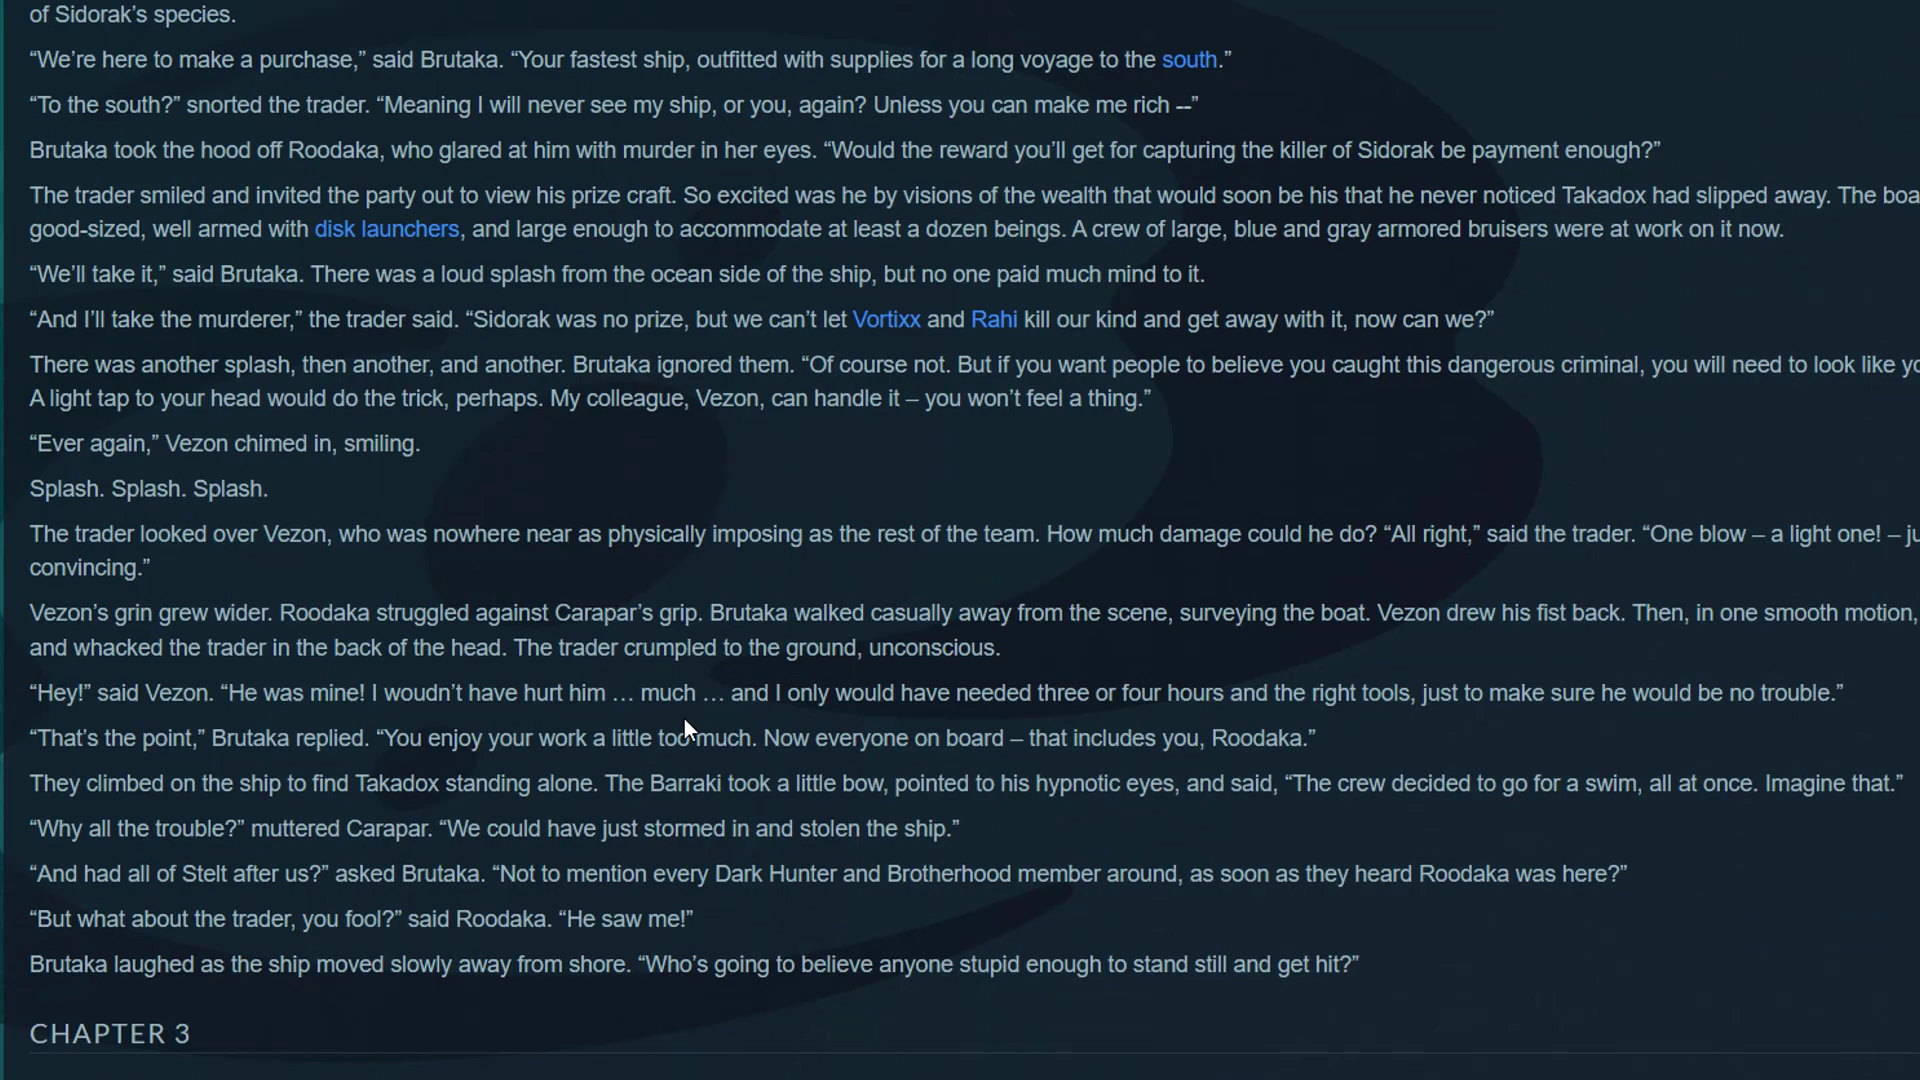 of Sidorak’s species.
“We’re here to make a purchase,” said Brutaka. “Your fastest ship, outfitted with supplies for a long voyage to the south.”
“To the south?” snorted the trader. “Meaning I will never see my ship, or you, again? Unless you can make me rich --”
Brutaka took the hood off Roodaka, who glared at him with murder in her eyes. “Would the reward you’ll get for capturing the killer of Sidorak be payment enough?”
The trader smiled and invited the party out to view his prize craft. So excited was he by visions of the wealth that would soon be his that he never noticed Takadox had slipped away. The
good-sized, well armed with disk launchers, and large enough to accommodate at least a dozen beings. A crew of large, blue and gray armored bruisers were at work on it now.
“We’ll take it,” said Brutaka. There was a loud splash from the ocean side of the ship, but no one paid much mind to it.
“And I’ll take the murderer,” the trader said. “Sidorak was no prize, but we can’t let Vortixx and Rahi kill our kind and get away with it, now can we?”
There was another splash, then another, and another. Brutaka ignored them. “Of course not. But if you want people to believe you caught this dangerous criminal, you will need to look like
A light tap to your head would do the trick, perhaps. My colleague, Vezon, can handle it – you won’t feel a thing.”
“Ever again,” Vezon chimed in, smiling.
Splash. Splash. Splash.
The trader looked over Vezon, who was nowhere near as physically imposing as the rest of the team. How much damage could he do? “All right,” said the trader. “One blow – a light one! –
convincing.”
Vezon’s grin grew wider. Roodaka struggled against Carapar’s grip. Brutaka walked casually away from the scene, surveying the boat. Vezon drew his fist back. Then, in one smooth motion,
and whacked the trader in the back of the head. The trader crumpled to the ground, unconscious.
“Hey!” said Vezon. “He was mine! I woudn’t have hurt him … much … and I only would have needed three or four hours and the right tools, just to make sure he would be no trouble.”
“That’s the point,” Brutaka replied. “You enjoy your work a little too much. Now everyone on board – that includes you, Roodaka.”
They climbed on the ship to find Takadox standing alone. The Barraki took a little bow, pointed to his hypnotic eyes, and said, “The crew decided to go for a swim, all at once. Imagine that.”
“Why all the trouble?” muttered Carapar. “We could have just stormed in and stolen the ship.”
“And had all of Stelt after us?” asked Brutaka. “Not to mention every Dark Hunter and Brotherhood member around, as soon as they heard Roodaka was here?”
“But what about the trader, you fool?” said Roodaka. “He saw me!”
Brutaka laughed as the ship moved slowly away from shore. “Who’s going to believe anyone stupid enough to stand still and get hit?”
CHAPTER 3